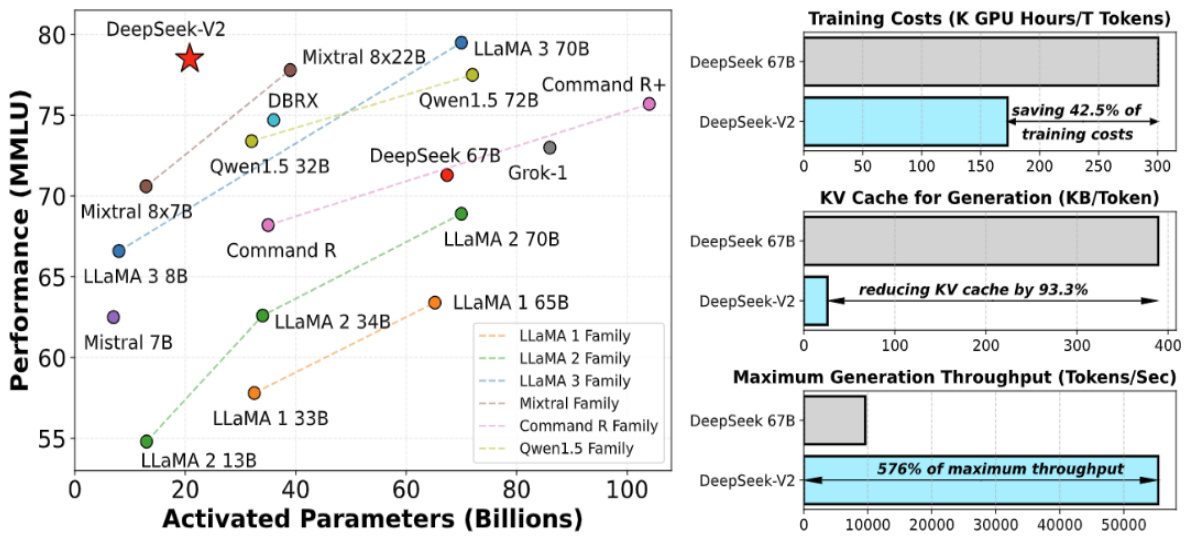 Performance (MMLU)
80
75
70
65
60
55
DeepSeek-V2
Mixtral 8x22B
LLaMA 3 70B
Command R+
DBRX
Qwen1.5 72B
Qwen1.5 32B
DeepSeek 67B
Grok-1
Mixtral 8x7B
Command R
LLaMA 2 70B
LLaMA 3 8B
LLaMA 1 65B
Mistral 7B
LLaMA 2 34B
LLaMA 1 33B
LLaMA 2 13B
LLaMA 1 Family
LLaMA 2 Family
LLaMA 3 Family
Mixtral Family
Command R Family
Qwen1.5 Family
0 20 40 60 80 100
Activated Parameters (Billions)
Training Costs (K GPU Hours/T Tokens)
DeepSeek 67B
DeepSeek-V2
saving 42.5% of
training costs
0 50 100 150 200 250 300
KV Cache for Generation (KB/Token)
DeepSeek 67B
DeepSeek-V2
reducing KV cache by 93.3%
0 100 200 300 400
Maximum Generation Throughput (Tokens/Sec)
DeepSeek 67B
DeepSeek-V2
576% of maximum throughput
0 10000 20000 30000 40000 50000